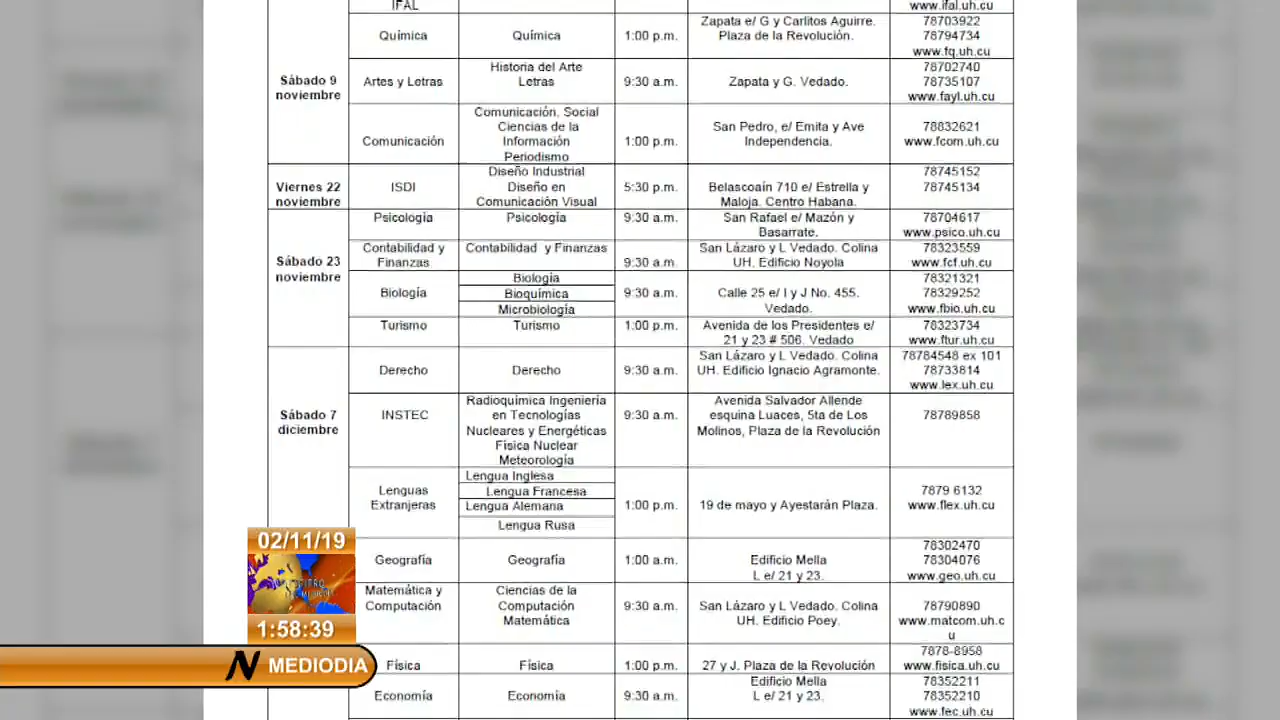 IFAL
www.ifal.uh.cu
Química
Química
1:00 p.m.
Zapata e/ G y Carlitos Aguirre.
Plaza de la Revolución.
78703922
78794734
www.fq.uh.cu
Sábado 9
noviembre
Artes y Letras
Historia del Arte
Letras
9:30 a.m.
Zapata y G. Vedado.
78702740
78735107
www.fayl.uh.cu
Comunicación
Comunicación. Social
Ciencias de la
Información
Periodismo
1:00 p.m.
San Pedro, e/ Emita y Ave
Independencia.
78832621
www.fcom.uh.cu
Viernes 22
noviembre
ISDI
Diseño Industrial
Diseño en
Comunicación Visual
5:30 p.m.
Belascoaín 710 e/ Estrella y
Maloja. Centro Habana.
78745152
78745134
Sábado 23
noviembre
Psicología
Psicología
9:30 a.m.
San Rafael e/ Mazón y
Basarrate.
78704617
www.psico.uh.cu
Contabilidad y
Finanzas
Contabilidad y Finanzas
9:30 a.m.
San Lázaro y L Vedado. Colina
UH. Edificio Noyola
78323559
www.fcf.uh.cu
Biología
Biología
Bioquímica
Microbiología
9:30 a.m.
Calle 25 e/ I y J No. 455.
Vedado.
78321321
78329252
www.fbio.uh.cu
Turismo
Turismo
1:00 p.m.
Avenida de los Presidentes e/
21 y 23 # 506. Vedado
78323734
www.ftur.uh.cu
Sábado 7
diciembre
Derecho
Derecho
9:30 a.m.
San Lázaro y L Vedado. Colina
UH. Edificio Ignacio Agramonte.
78784548 ex 101
78733814
www.lex.uh.cu
INSTEC
Radioquímica Ingeniería
en Tecnologías
Nucleares y Energéticas
Física Nuclear
Meteorología
9:30 a.m.
Avenida Salvador Allende
esquina Luaces, 5ta de Los
Molinos, Plaza de la Revolución
78789858
Lenguas
Extranjeras
Lengua Inglesa
Lengua Francesa
Lengua Alemana
Lengua Rusa
1:00 p.m.
19 de mayo y Ayestarán Plaza.
7879 6132
www.flex.uh.cu
Geografía
Geografía
1:00 a.m.
Edificio Mella
L e/ 21 y 23.
78302470
78304076
www.geo.uh.cu
Matemática y
Computación
Ciencias de la
Computación
Matemática
9:30 a.m.
San Lázaro y L Vedado. Colina
UH. Edificio Poey.
78790890
www.matcom.uh.c
u
Física
Física
1:00 p.m.
27 y J. Plaza de la Revolución
7878-8958
www.fisica.uh.cu
Economía
Economía
9:30 a.m.
Edificio Mella
L e/ 21 y 23.
78352211
78352210
www.fec.uh.cu
02/11/19
1:58:39
N MEDIODIA